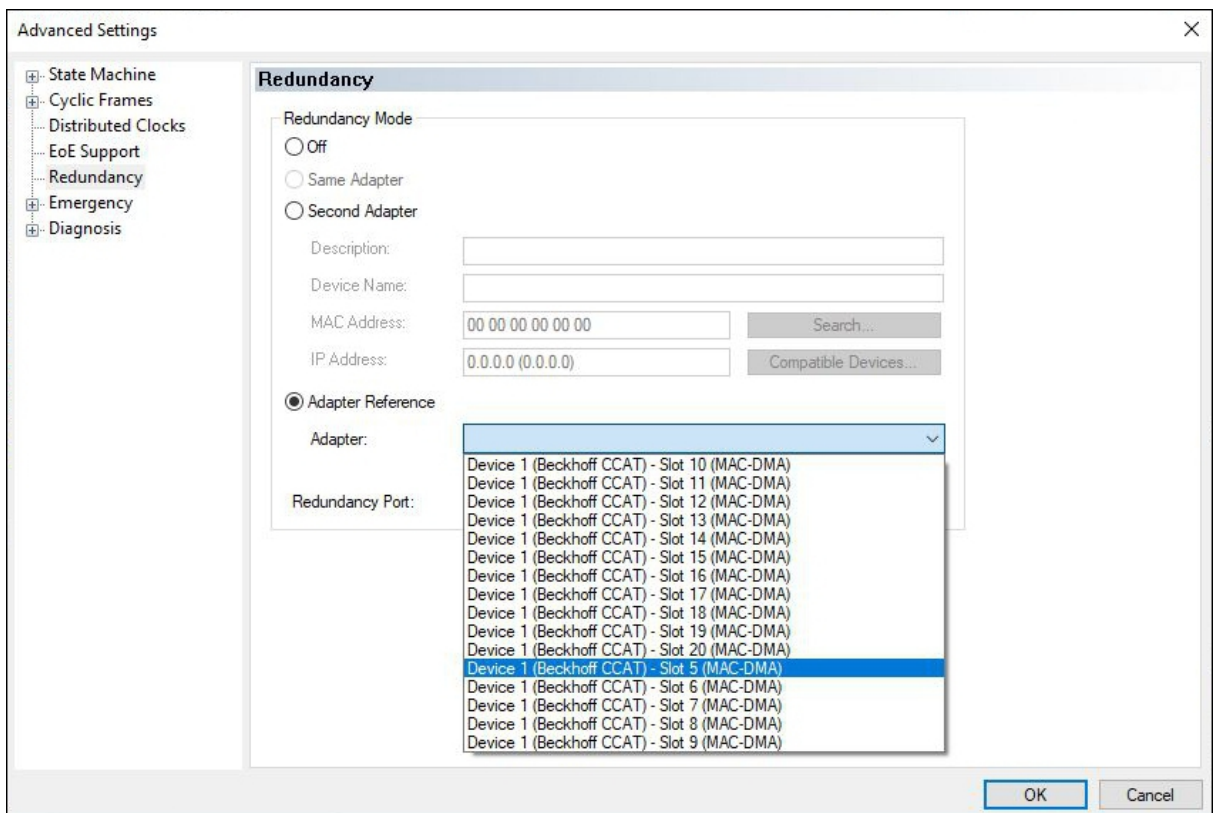 Advanced Settings
State Machine
Cyclic Frames
Distributed Clocks
EoE Support
Redundancy
Emergency
Diagnosis
Redundancy
Redundancy Mode
Off
Same Adapter
Second Adapter
Description:
Device Name:
MAC Address: 00 00 00 00 00 00 Search...
IP Address: 0.0.0.0 (0.0.0.0) Compatible Devices...
Adapter Reference
Adapter:
Device 1 (Beckhoff CCAT) - Slot 10 (MAC-DMA)
Device 1 (Beckhoff CCAT) - Slot 11 (MAC-DMA)
Redundancy Port: Device 1 (Beckhoff CCAT) - Slot 12 (MAC-DMA)
Device 1 (Beckhoff CCAT) - Slot 13 (MAC-DMA)
Device 1 (Beckhoff CCAT) - Slot 14 (MAC-DMA)
Device 1 (Beckhoff CCAT) - Slot 15 (MAC-DMA)
Device 1 (Beckhoff CCAT) - Slot 16 (MAC-DMA)
Device 1 (Beckhoff CCAT) - Slot 17 (MAC-DMA)
Device 1 (Beckhoff CCAT) - Slot 18 (MAC-DMA)
Device 1 (Beckhoff CCAT) - Slot 19 (MAC-DMA)
Device 1 (Beckhoff CCAT) - Slot 20 (MAC-DMA)
Device 1 (Beckhoff CCAT) - Slot 5 (MAC-DMA)
Device 1 (Beckhoff CCAT) - Slot 6 (MAC-DMA)
Device 1 (Beckhoff CCAT) - Slot 7 (MAC-DMA)
Device 1 (Beckhoff CCAT) - Slot 8 (MAC-DMA)
Device 1 (Beckhoff CCAT) - Slot 9 (MAC-DMA)
OK Cancel